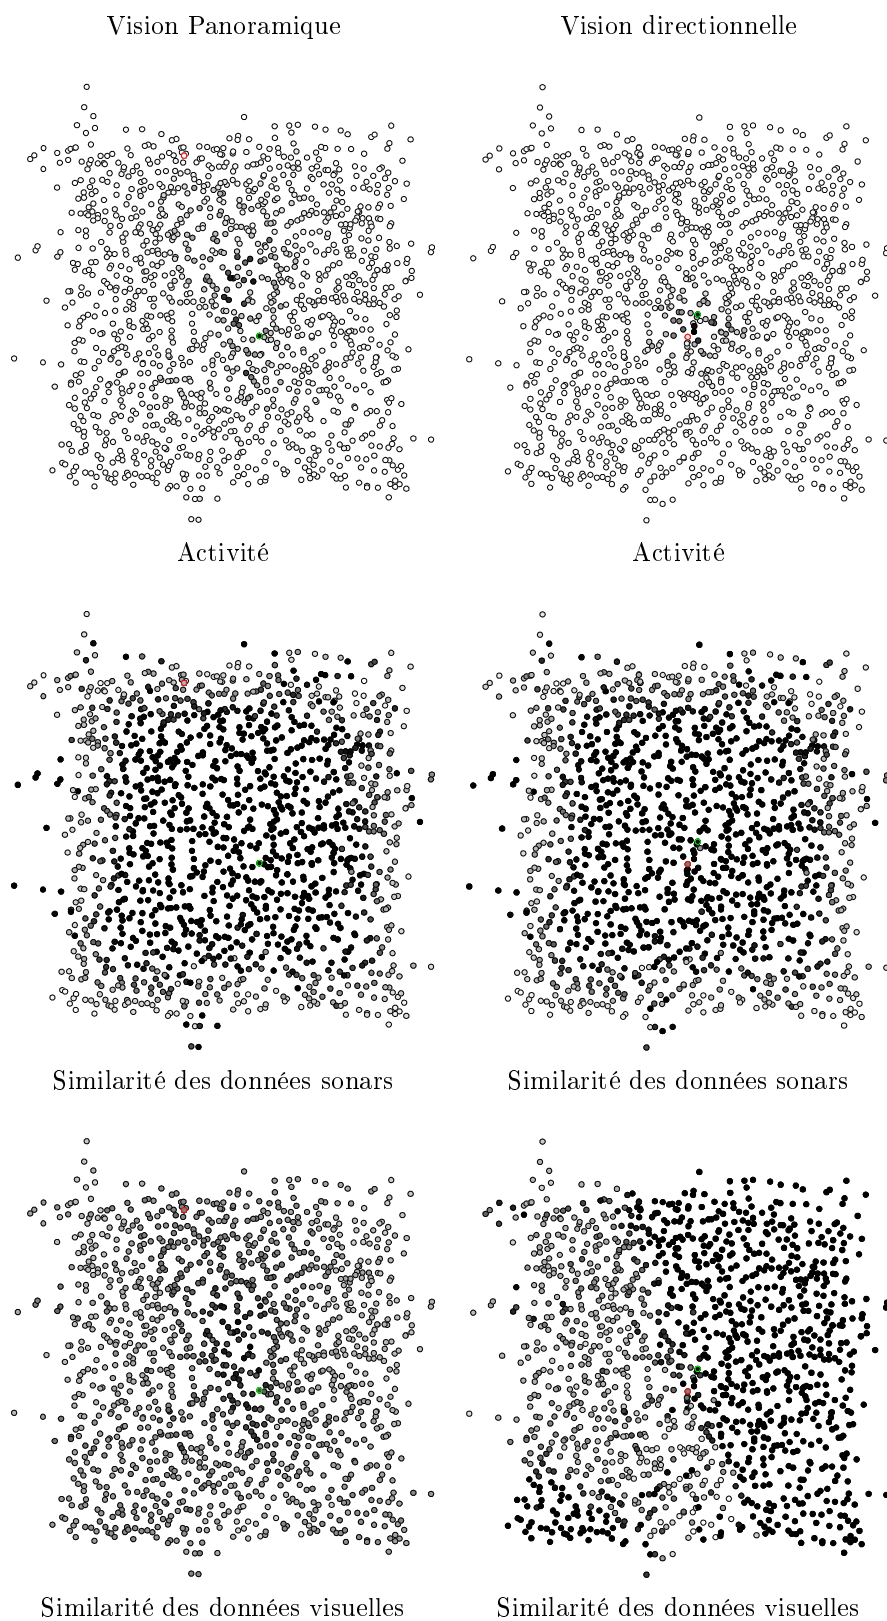 Vision Panoramique
Vision directionnelle
Activité
Activité
Similarité des données sonars
Similarité des données sonars
Similarité des données visuelles
Similarité des données visuelles